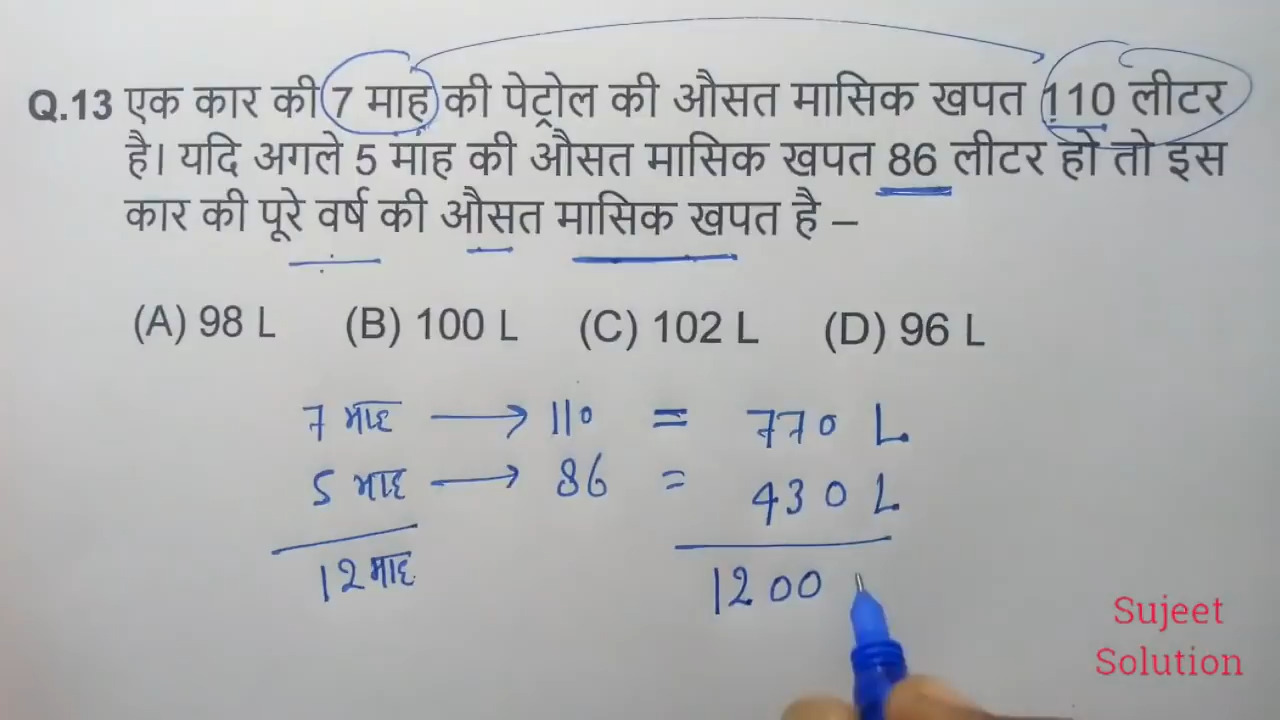 Q.13 एक कार की 7 माह की पेट्रोल की औसत मासिक खपत 110 लीटर
है। यदि अगले 5 माह की औसत मासिक खपत 86 लीटर हो तो इस
कार की पूरे वर्ष की औसत मासिक खपत है –
(A) 98 L (B) 100 L (C) 102 L (D) 96 L
7 माह → 110 = 770 L
5 माह → 86 = 430 L
12 माह 1200
Sujeet
Solution